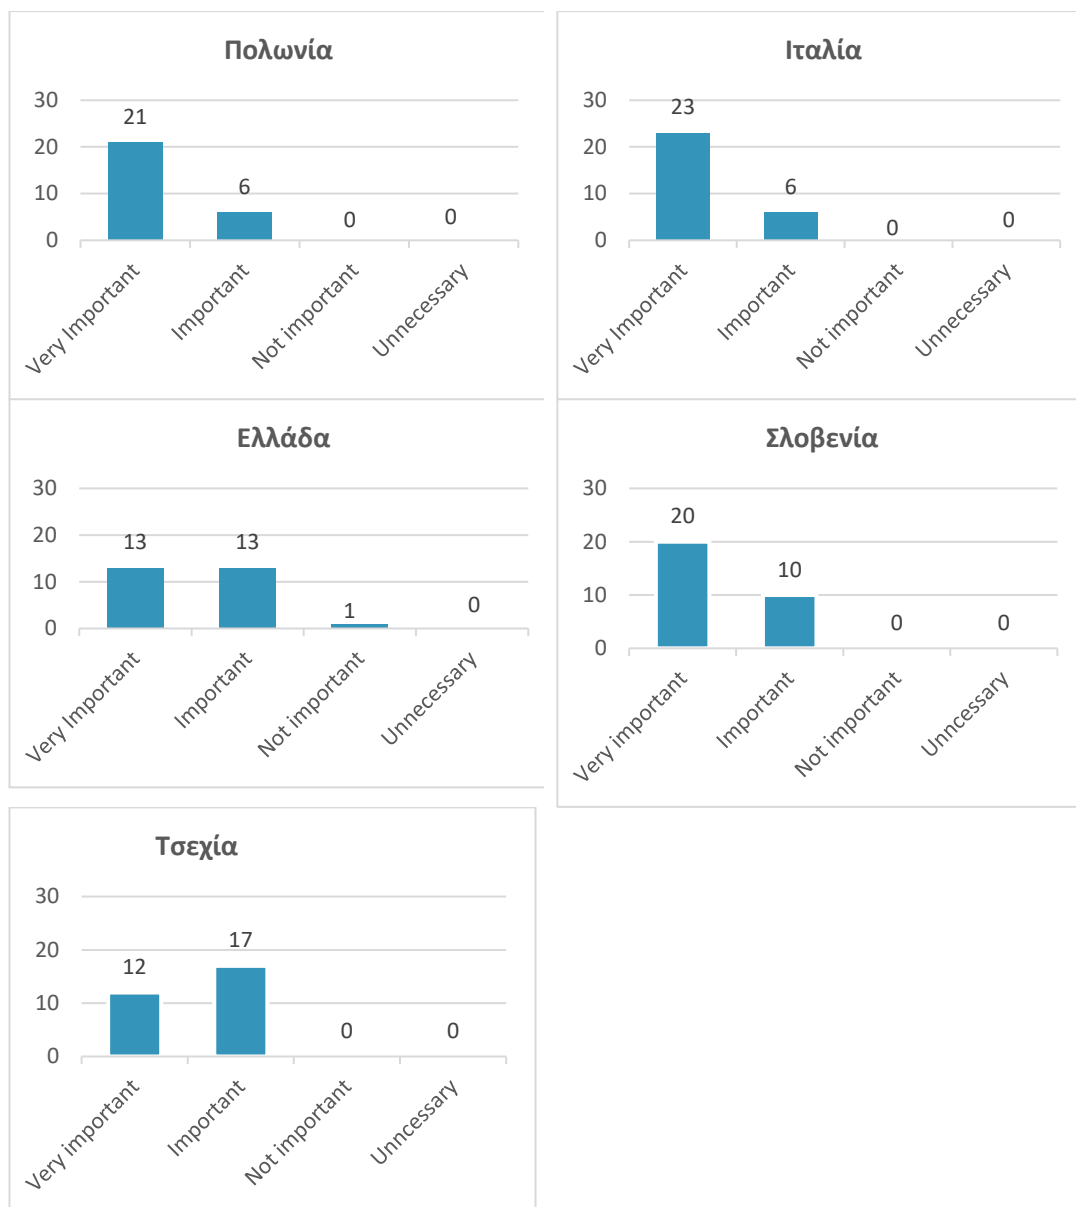 Πολωνία
30
20
10
0
21
6
0
0
Very Important
Important
Not important
Unnecessary
Ιταλία
30
20
10
0
23
6
0
0
Very Important
Important
Not important
Unnecessary
Ελλάδα
30
20
10
0
13
13
1
0
Very Important
Important
Not important
Unnecessary
Σλοβενία
30
20
10
0
20
10
0
0
Very important
Important
Not important
Unncessary
Τσεχία
30
20
10
0
12
17
0
0
Very important
Important
Not important
Unncessary